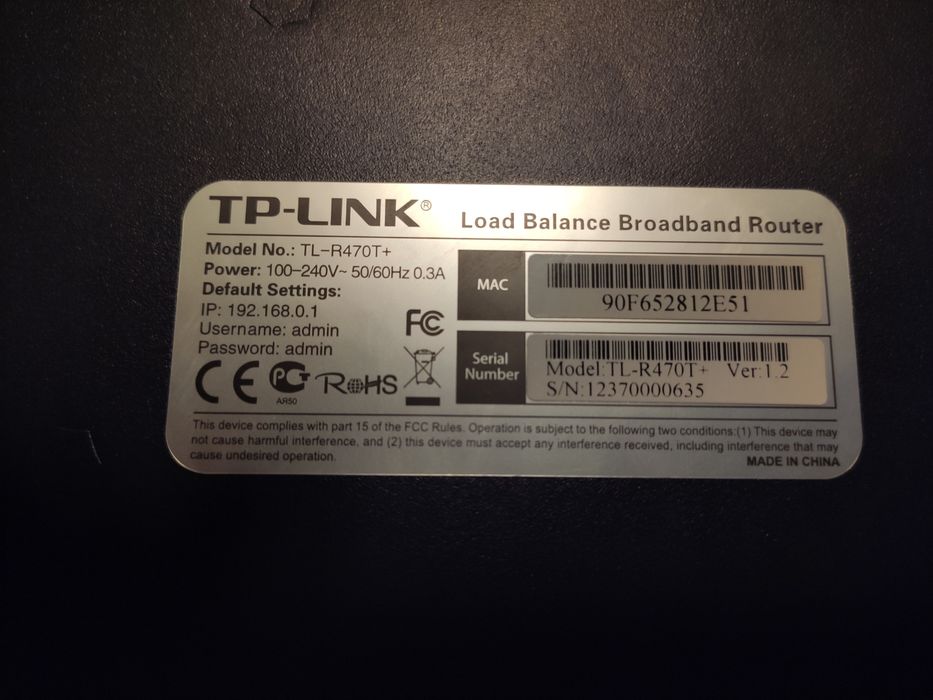 TP-LINK® Load Balance Broadband Router
Model No.: TL-R470T+
Power: 100-240V~ 50/60Hz 0.3A
Default Settings:
IP: 192.168.0.1
Username: admin
Password: admin
FC
CE PCT RoHS
AR50
MAC
90F652812E51
Serial
Number
Model:TL-R470T+ Ver:1.2
S/N:12370000635
This device complies with part 15 of the FCC Rules. Operation is subject to the following two conditions:(1) This device may
not cause harmful interference, and (2) this device must accept any interference received, including interference that may
cause undesired operation.
MADE IN CHINA